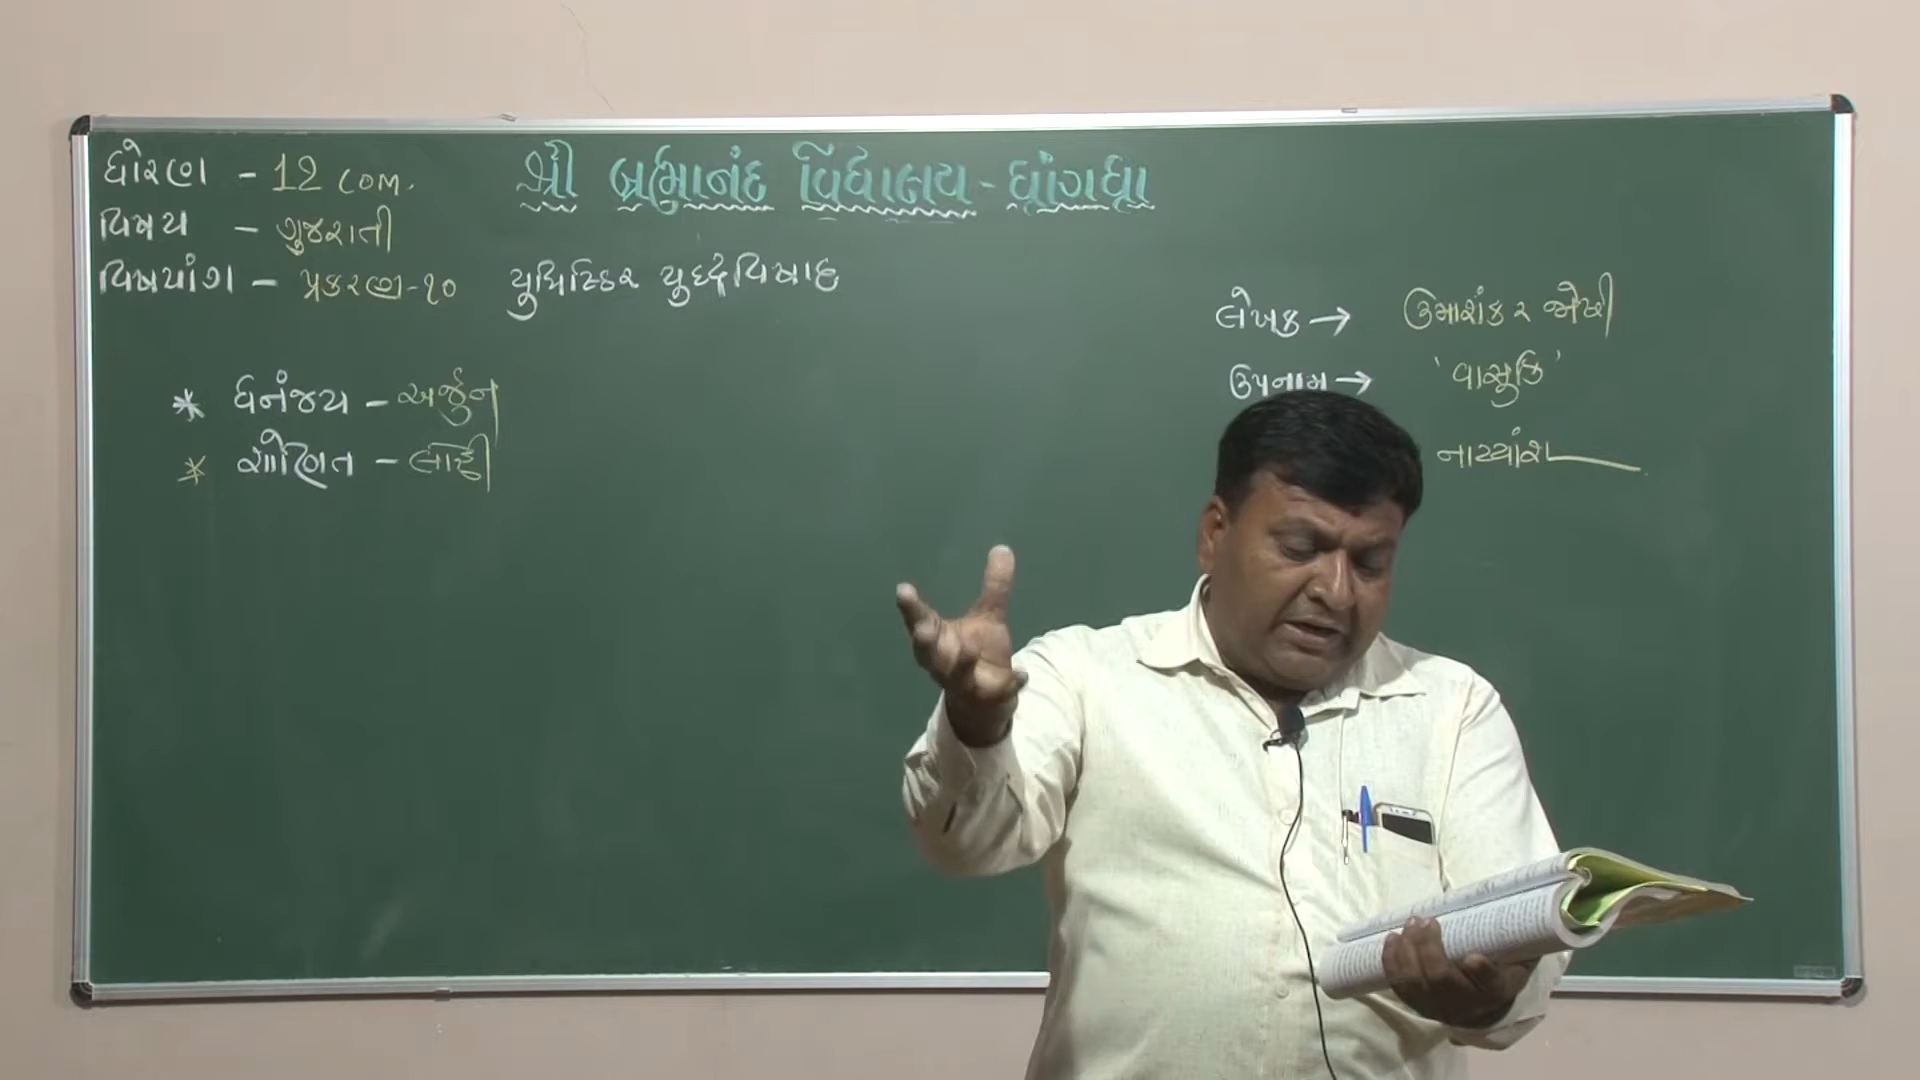 ધોરણ - 12 com.
શ્રી બ્રહ્માનંદ વિદ્યાલય - ધ્રાંગધ્રા
વિષય - ગુજરાતી
વિષયાંગ - પ્રકરણ-૧૦ યુધિષ્ઠિર યુદ્ધવિષાદ
લેખક → ઉમાશંકર જોષી
ઉપનામ → 'વાસુકિ'
નાટ્યાંશ
* ધનંજય - અર્જુન
* શોણિત - લોહી